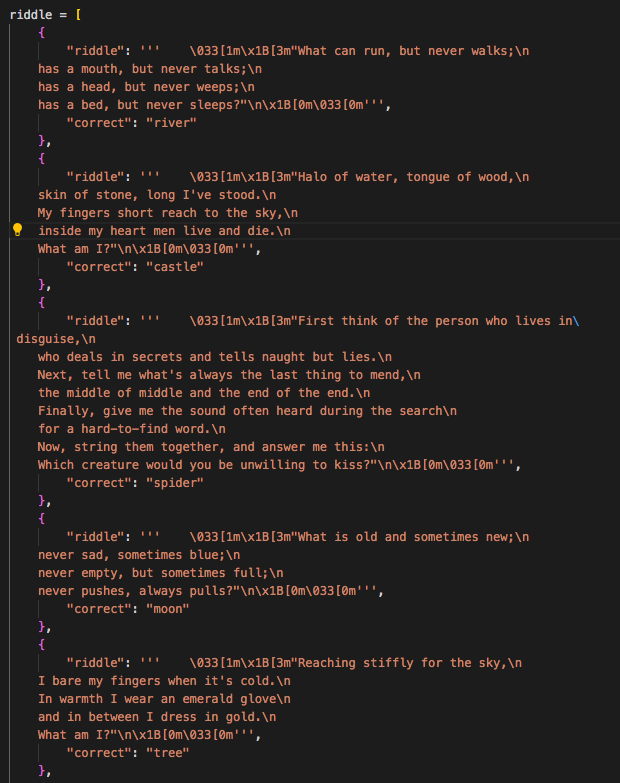 riddle = [
{
"riddle": '''    \033[1m\x1B[3m"What can run, but never walks;\n
has a mouth, but never talks;\n
has a head, but never weeps;\n
has a bed, but never sleeps?"\n\x1B[0m\033[0m''',
"correct": "river"
},
{
"riddle": '''    \033[1m\x1B[3m"Halo of water, tongue of wood,\n
skin of stone, long I've stood.\n
My fingers short reach to the sky,\n
inside my heart men live and die.\n
What am I?"\n\x1B[0m\033[0m''',
"correct": "castle"
},
{
"riddle": '''    \033[1m\x1B[3m"First think of the person who lives in\
disguise,\n
who deals in secrets and tells naught but lies.\n
Next, tell me what's always the last thing to mend,\n
the middle of middle and the end of the end.\n
Finally, give me the sound often heard during the search\n
for a hard-to-find word.\n
Now, string them together, and answer me this:\n
Which creature would you be unwilling to kiss?"\n\x1B[0m\033[0m''',
"correct": "spider"
},
{
"riddle": '''    \033[1m\x1B[3m"What is old and sometimes new;\n
never sad, sometimes blue;\n
never empty, but sometimes full;\n
never pushes, always pulls?"\n\x1B[0m\033[0m''',
"correct": "moon"
},
{
"riddle": '''    \033[1m\x1B[3m"Reaching stiffly for the sky,\n
I bare my fingers when it's cold.\n
In warmth I wear an emerald glove\n
and in between I dress in gold.\n
What am I?"\n\x1B[0m\033[0m''',
"correct": "tree"
},